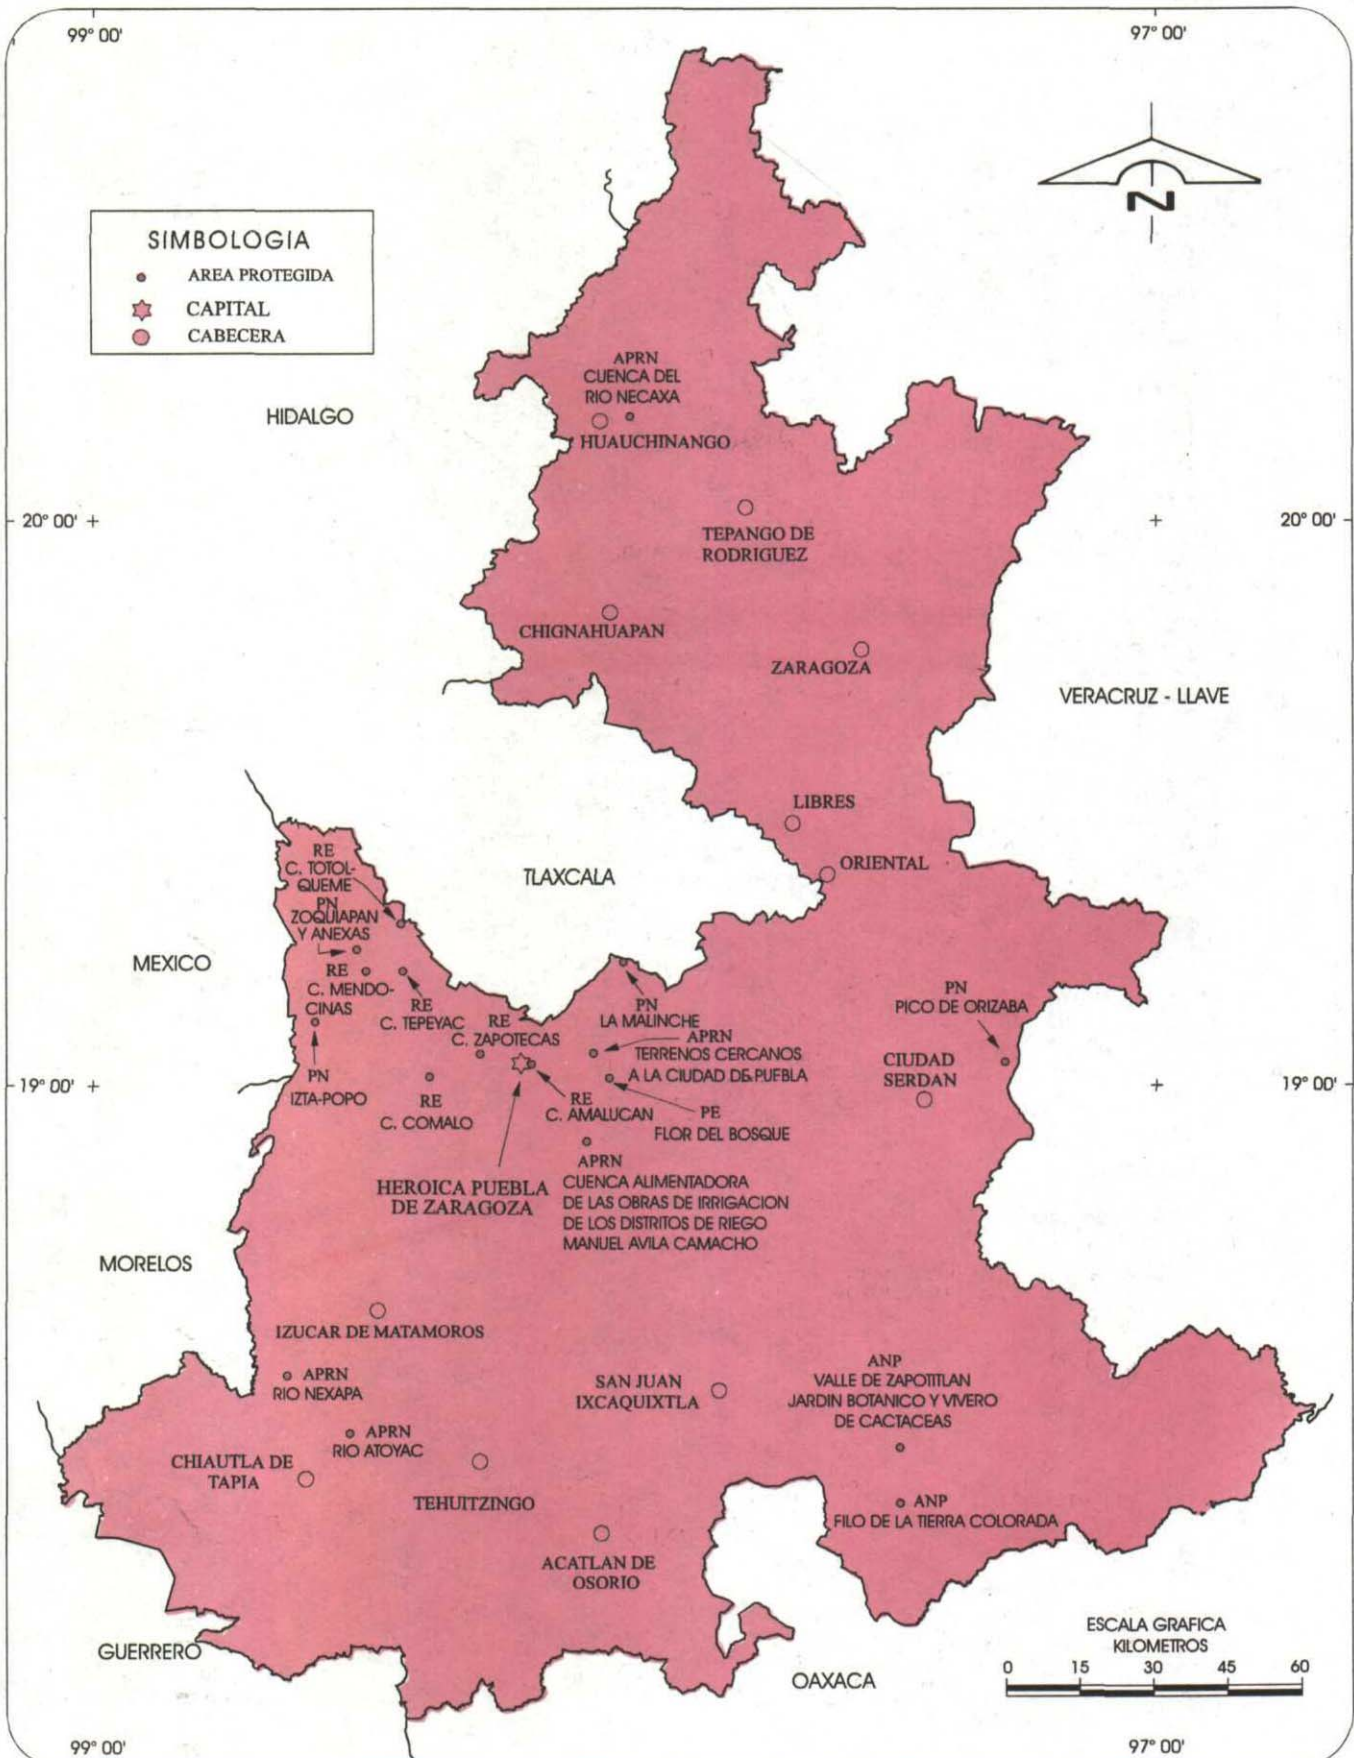 99° 00'
97° 00'
N
SIMBOLOGIA
AREA PROTEGIDA
CAPITAL
CABECERA
HIDALGO
APRN
CUENCA DEL
RIO NECAXA
HUAUCHINANGO
20° 00'
20° 00'
TEPANGO DE
RODRIGUEZ
CHIGNAHUAPAN
ZARAGOZA
VERACRUZ - LLAVE
LIBRES
ORIENTAL
TLAXCALA
RE
C. TOTOL-
QUEME
PN
ZOQUIAPAN
Y ANEXAS
MEXICO
RE
C. MENDO-
CINAS
RE
C. TEPEYAC
RE
C. ZAPOTECAS
PN
LA MALINCHE
APRN
TERRENOS CERCANOS
A LA CIUDAD DE PUEBLA
PN
PICO DE ORIZABA
CIUDAD
SERDAN
19° 00'
19° 00'
PN
IZTA-POPO
RE
C. COMALO
RE
C. AMALUCAN
PE
FLOR DEL BOSQUE
HEROICA PUEBLA
DE ZARAGOZA
APRN
CUENCA ALIMENTADORA
DE LAS OBRAS DE IRRIGACION
DE LOS DISTRITOS DE RIEGO
MANUEL AVILA CAMACHO
MORELOS
IZUCAR DE MATAMOROS
APRN
RIO NEXAPA
SAN JUAN
IXCAQUIXTLA
ANP
VALLE DE ZAPOTITLAN
JARDIN BOTANICO Y VIVERO
DE CACTACEAS
APRN
RIO ATOYAC
CHIAUTLA DE
TAPIA
TEHUITZINGO
ANP
FILO DE LA TIERRA COLORADA
ACATLAN DE
OSORIO
GUERRERO
OAXACA
ESCALA GRAFICA
KILOMETROS
0 15 30 45 60
99° 00'
97° 00'